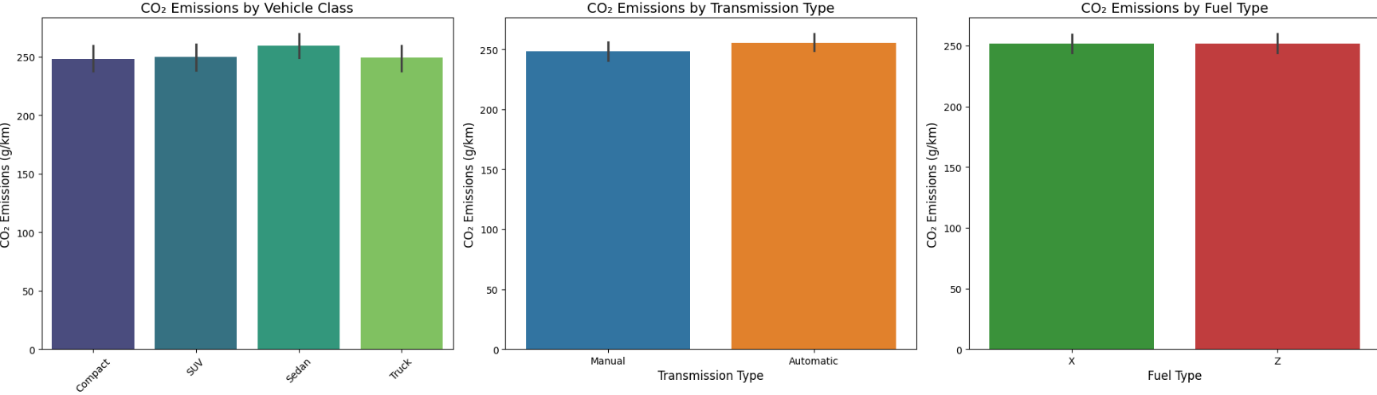 CO₂ Emissions by Vehicle Class
CO₂ Emissions (g/km)
250
200
150
100
50
0
Compact
SUV
Sedan
Truck
CO₂ Emissions by Transmission Type
CO₂ Emissions (g/km)
250
200
150
100
50
0
Manual
Automatic
Transmission Type
CO₂ Emissions by Fuel Type
CO₂ Emissions (g/km)
250
200
150
100
50
0
X
Z
Fuel Type